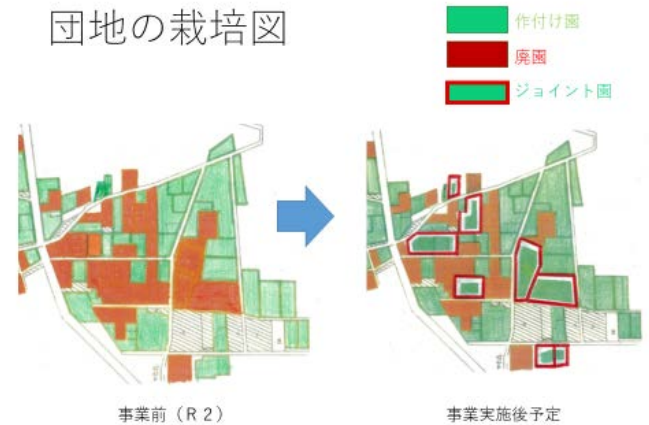 団地の栽培図
作付け園
廃園
ジョイント園
事業前（R２）
事業実施後予定